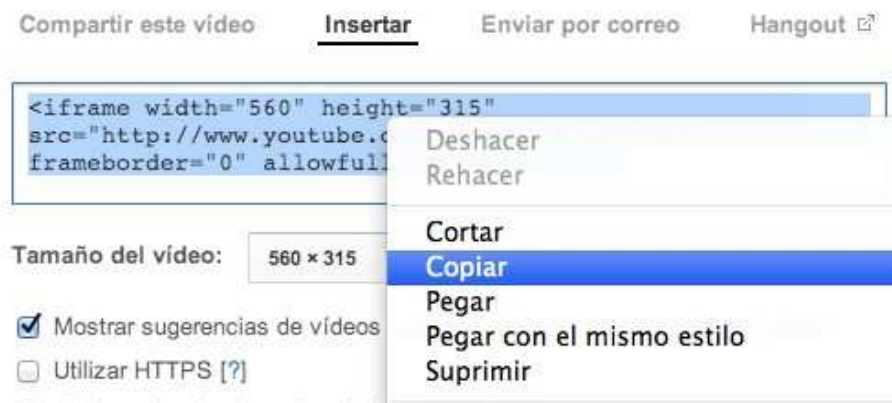 Compartir este vídeo Insertar Enviar por correo Hangout
<iframe width="560" height="315"
src="http://www.youtube.c
frameborder="0" allowfull
Deshacer
Rehacer
Cortar
Copiar
Pegar
Pegar con el mismo estilo
Suprimir
Tamaño del vídeo: 560 × 315
Mostrar sugerencias de vídeos
Utilizar HTTPS [?]